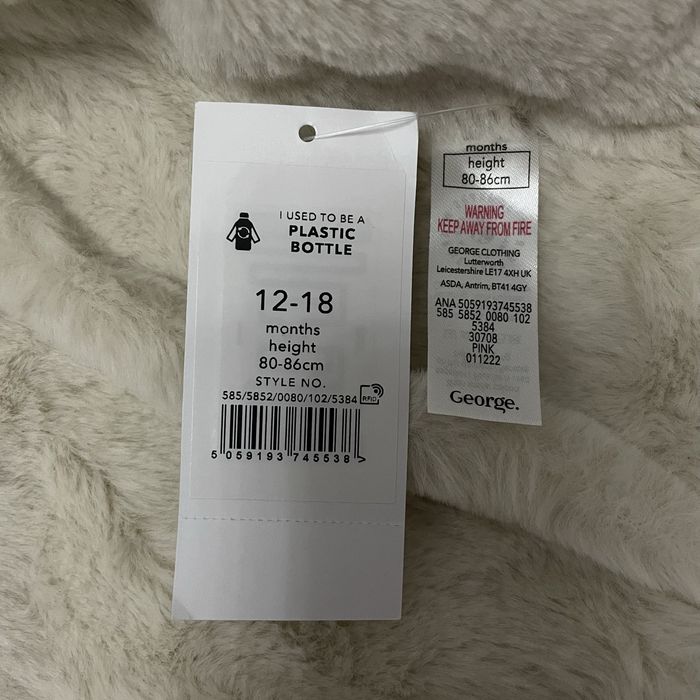 I USED TO BE A
PLASTIC
BOTTLE
12-18
months
height
80-86cm
STYLE NO.
585/5852/0080/102/5384
RFID
5 059193 745538 >
months
height
80-86cm
WARNING
KEEP AWAY FROM FIRE
GEORGE CLOTHING
Lutterworth
Leicestershire LE17 4XH UK
ASDA, Antrim, BT41 4GY
ANA 5059193745538
585 5852 0080 102
5384
30708
PINK
011222
George.